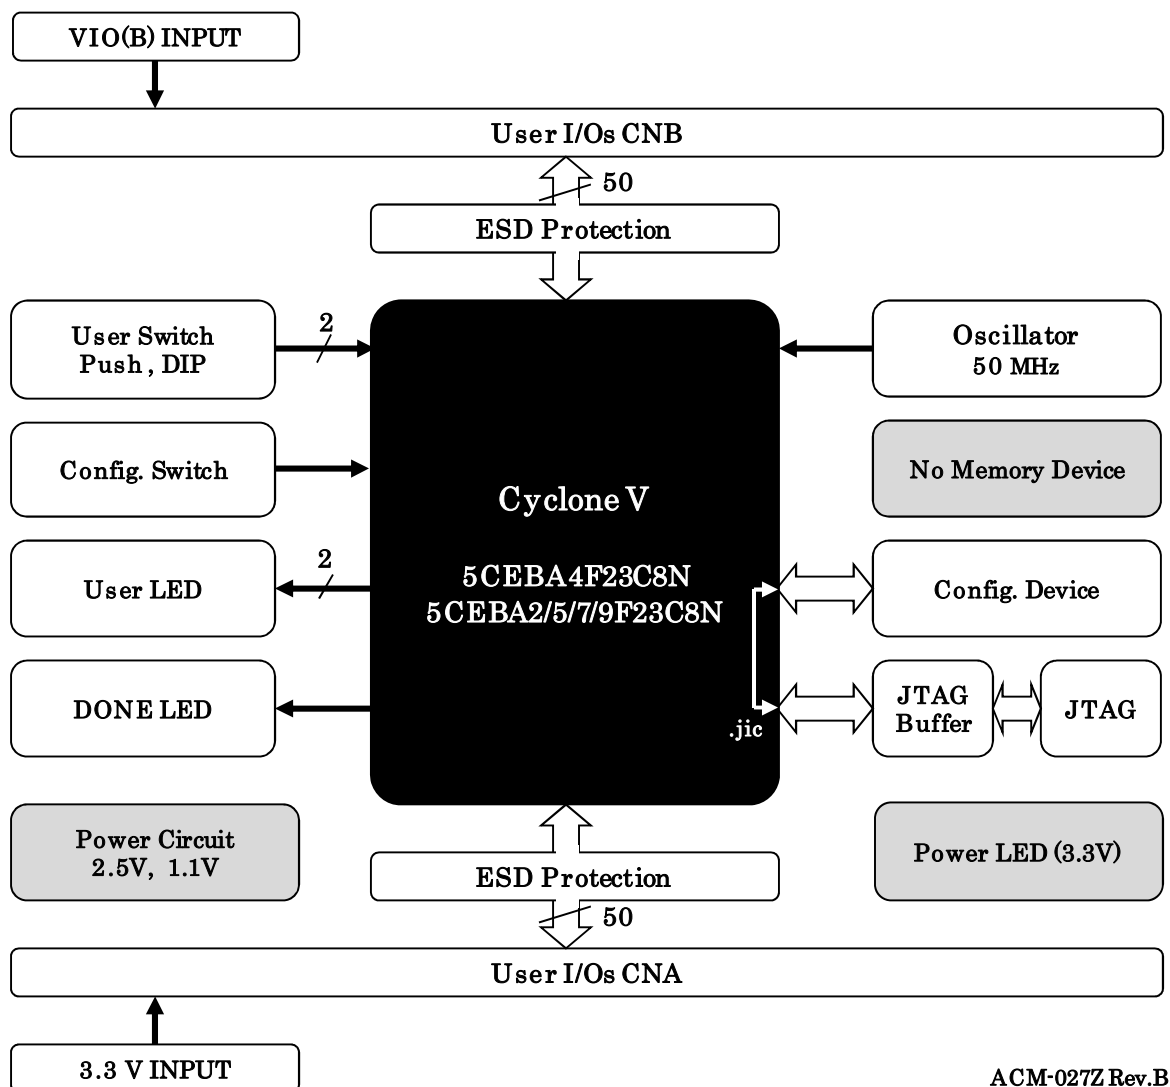 VIO(B) INPUT
User I/Os CNB
50
ESD Protection
User Switch
Push , DIP
2
Oscillator
50 MHz
Config. Switch
No Memory Device
Cyclone V
5CEBA4F23C8N
5CEBA2/5/7/9F23C8N
User LED
2
Config. Device
DONE LED
.jic
JTAG
Buffer
JTAG
Power Circuit
2.5V, 1.1V
Power LED (3.3V)
ESD Protection
50
User I/Os CNA
3.3 V INPUT
ACM-027Z Rev.B